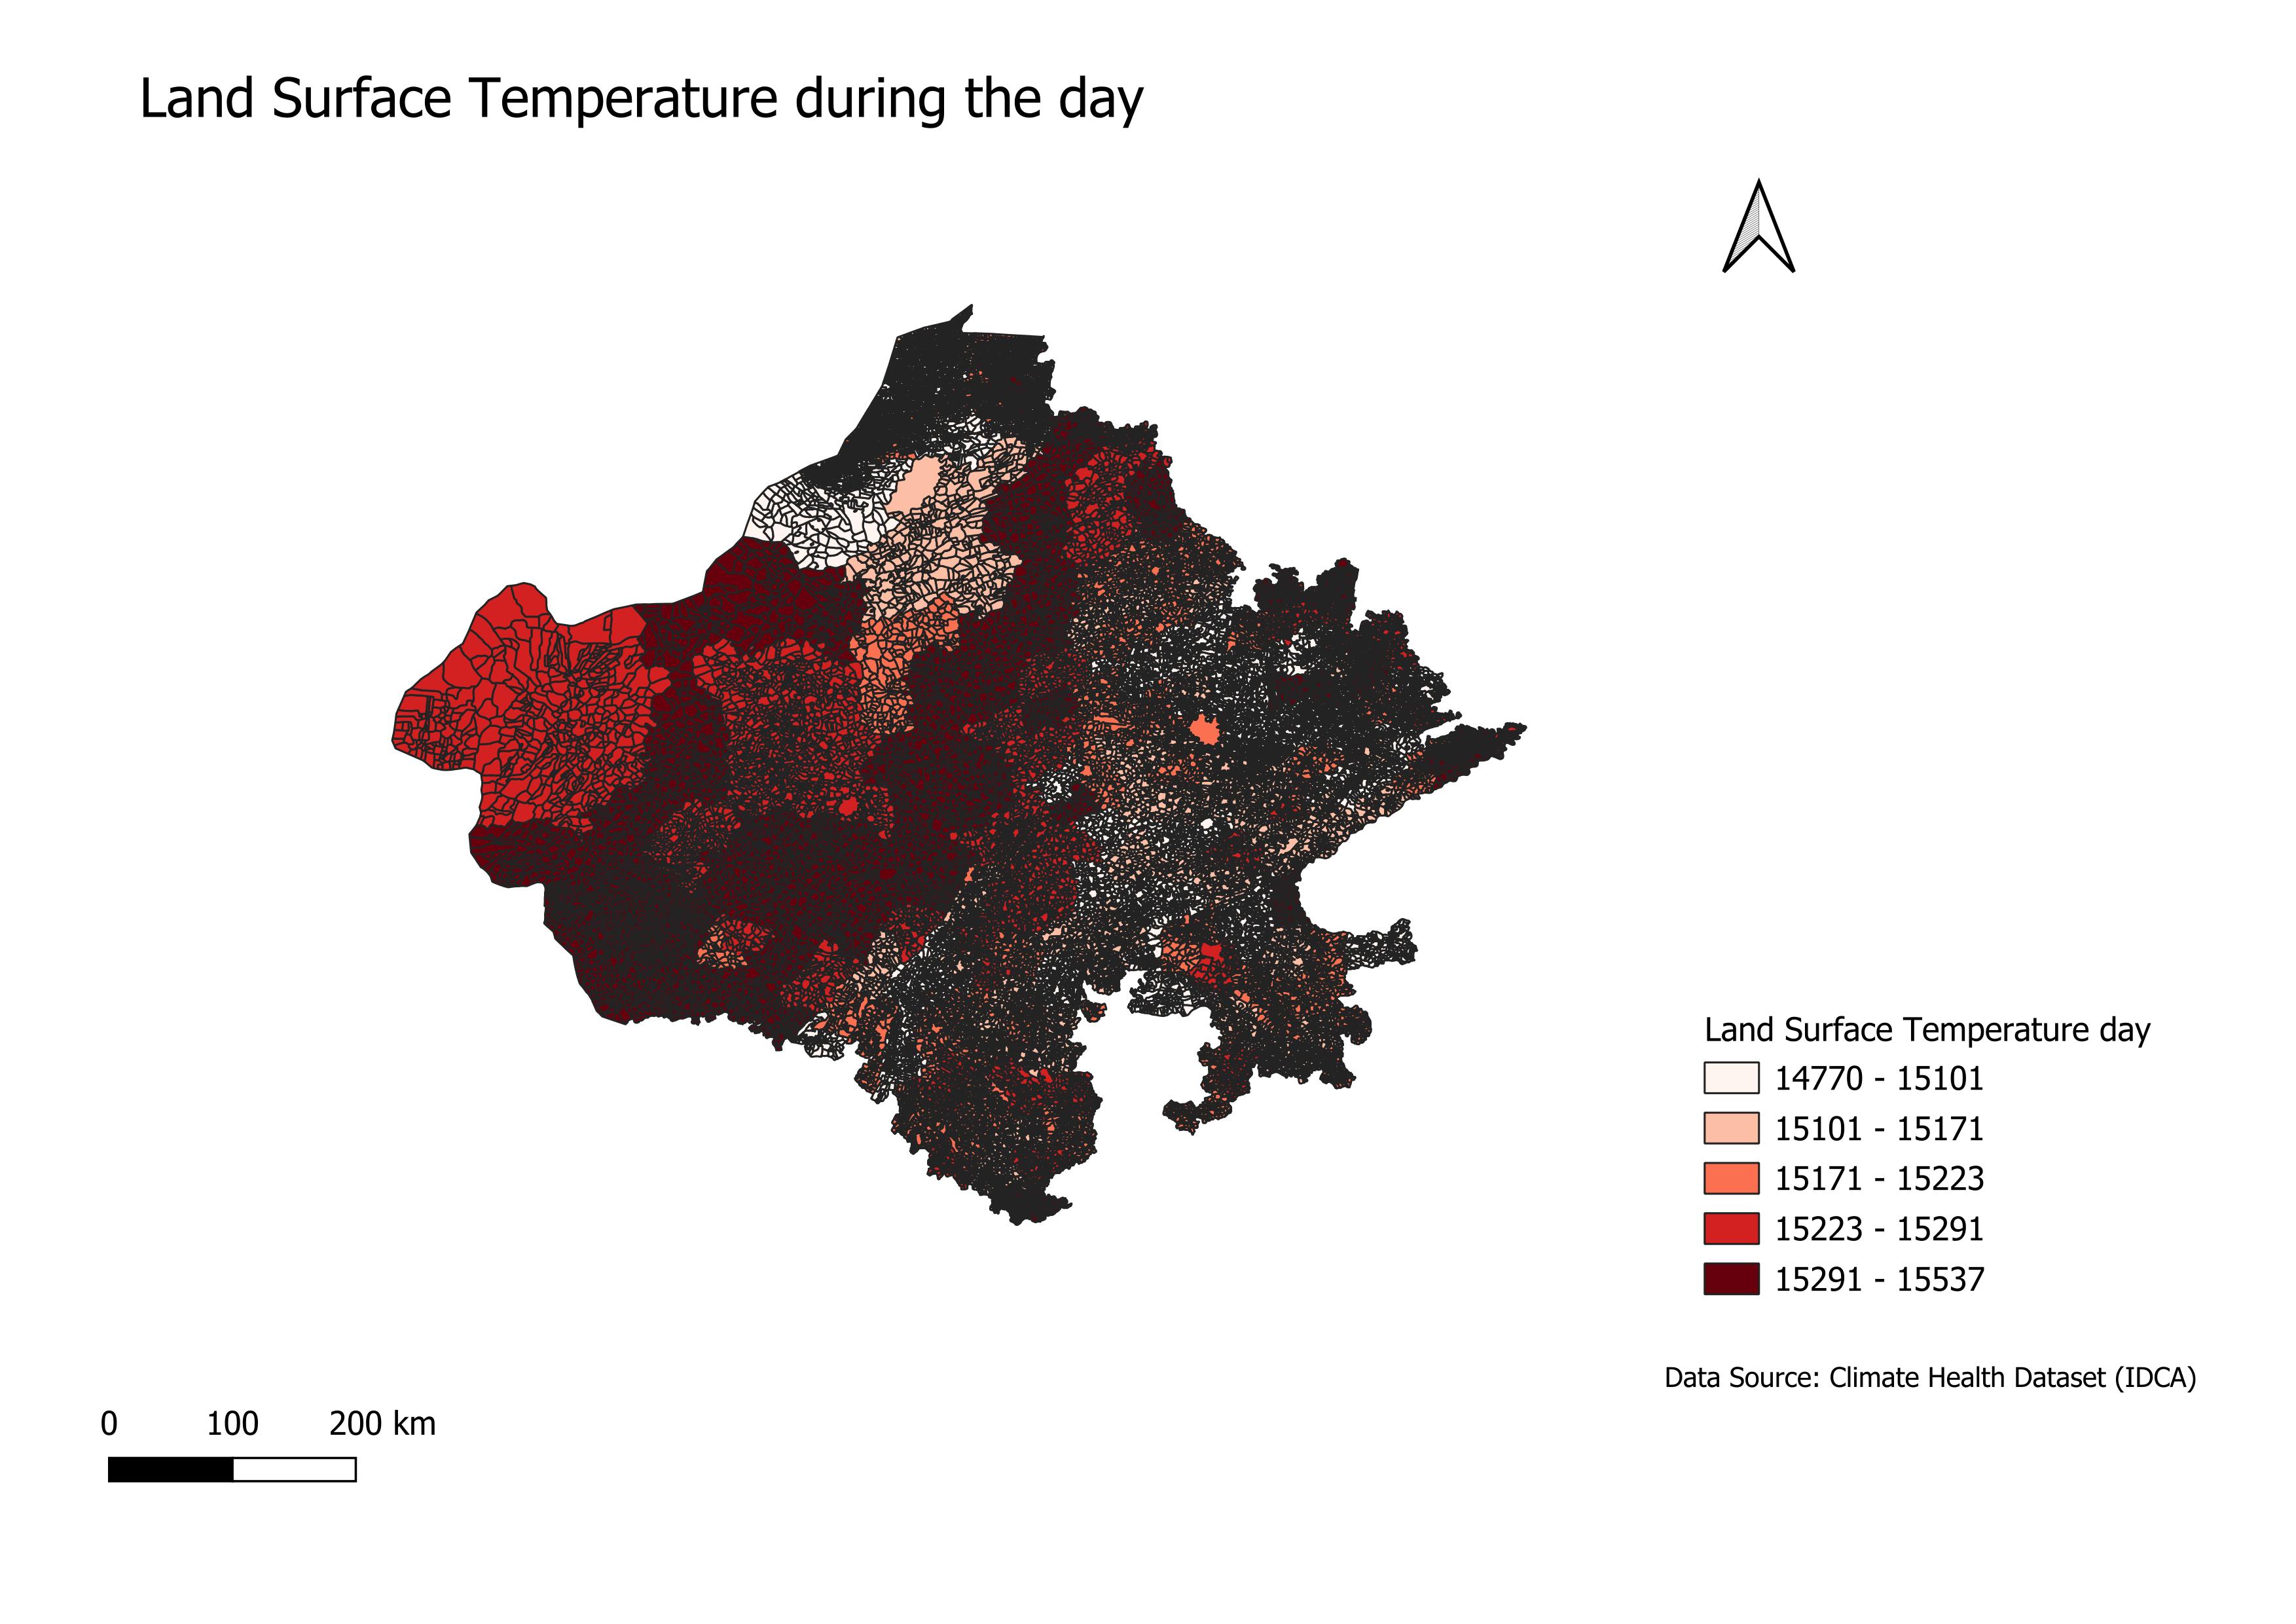 Land Surface Temperature during the day
Land Surface Temperature day
14770 - 15101
15101 - 15171
15171 - 15223
15223 - 15291
15291 - 15537
Data Source: Climate Health Dataset (IDCA)
0 100 200 km